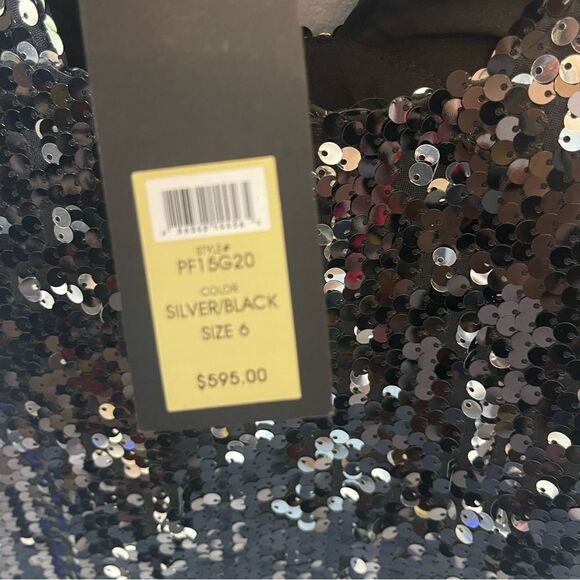 STYLE#
PF15G20
COLOR
SILVER/BLACK
SIZE 6
$595.00